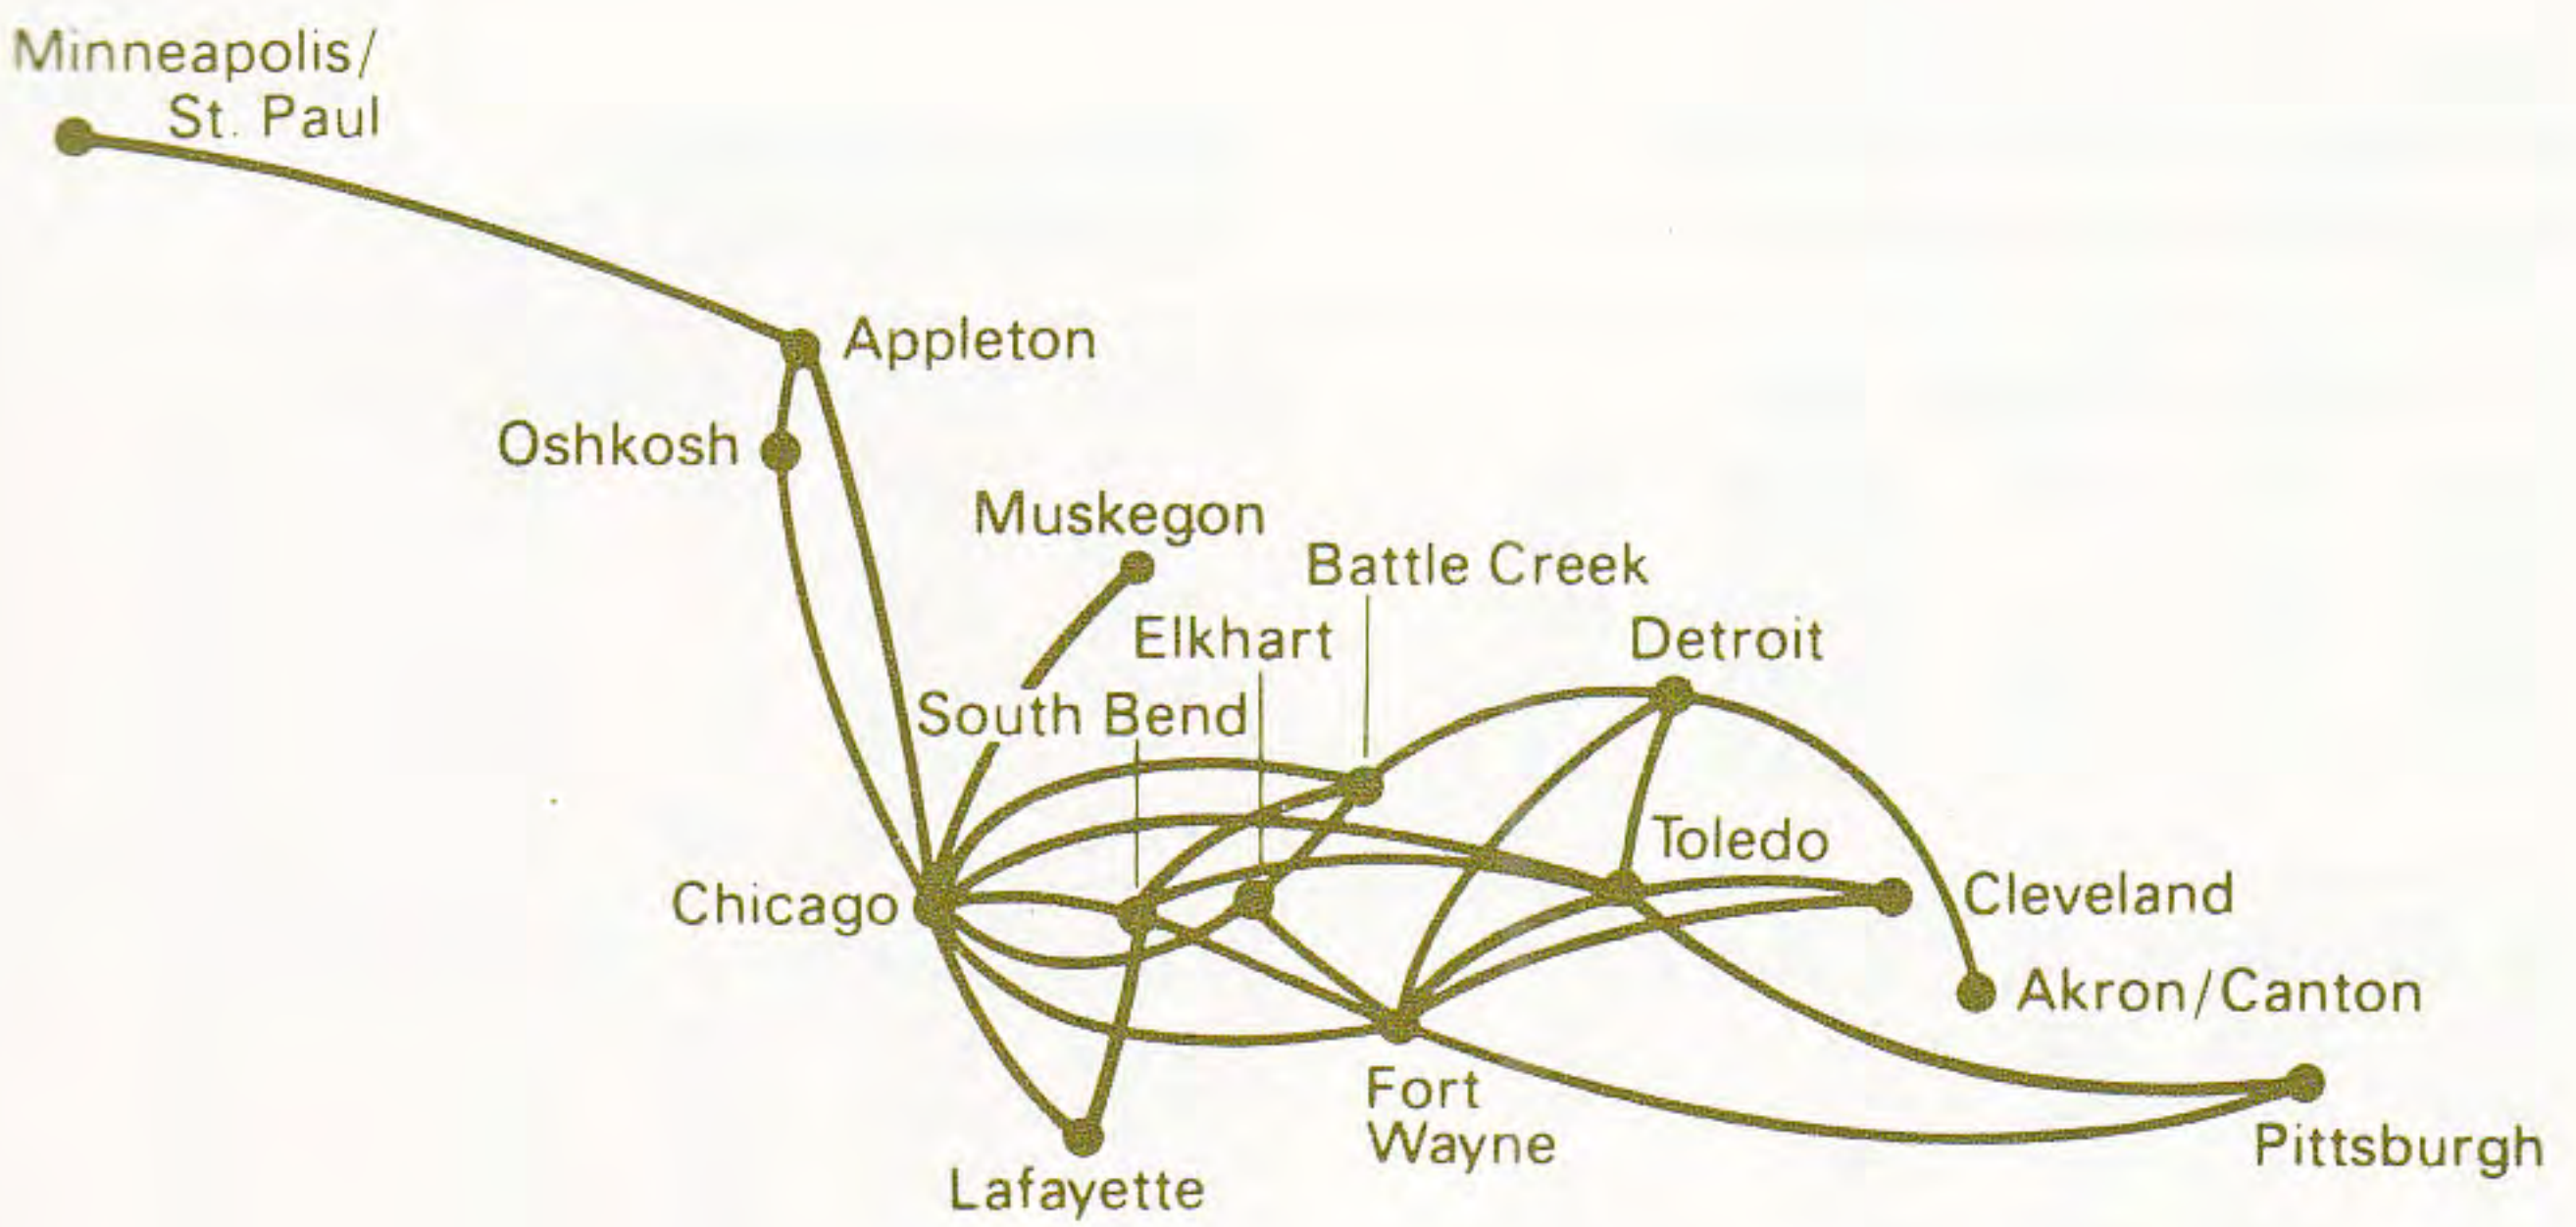 Minneapolis/
St. Paul
Appleton
Oshkosh
Muskegon
Battle Creek
Elkhart
Detroit
South Bend
Toledo
Chicago
Cleveland
Akron/Canton
Fort
Wayne
Pittsburgh
Lafayette